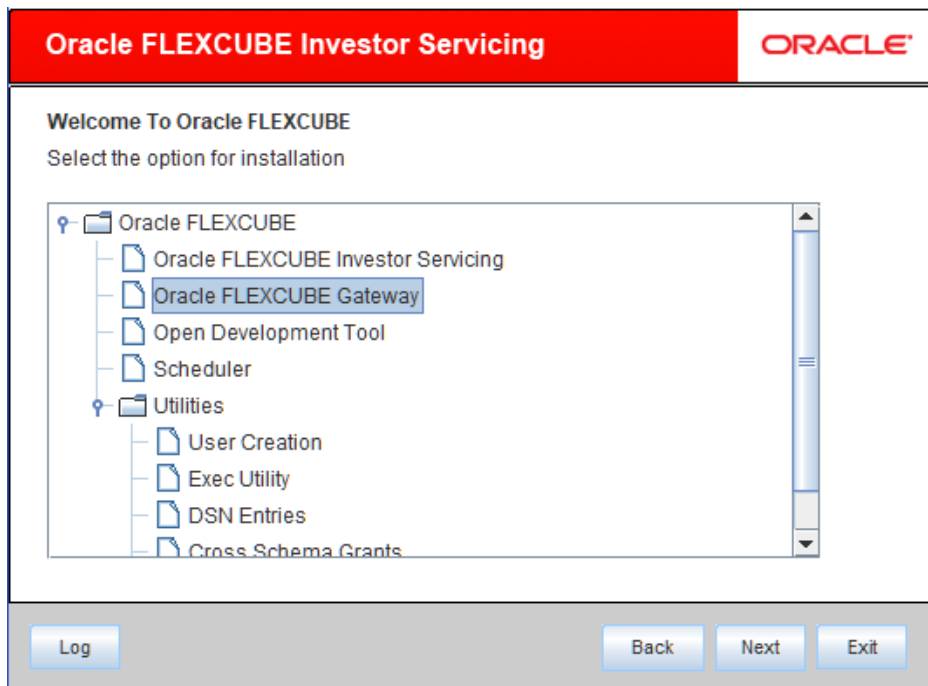 Oracle FLEXCUBE Investor Servicing
ORACLE
Welcome To Oracle FLEXCUBE
Select the option for installation
Oracle FLEXCUBE
Oracle FLEXCUBE Investor Servicing
Oracle FLEXCUBE Gateway
Open Development Tool
Scheduler
Utilities
User Creation
Exec Utility
DSN Entries
Cross Schema Grants
Log
Back
Next
Exit